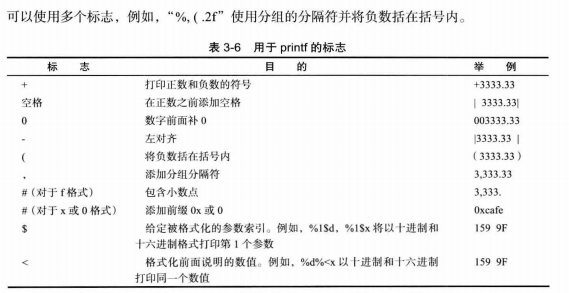 可以使用多个标志，例如，“%, ( .2f”使用分组的分隔符并将负数括在括号内。
表 3-6 用于 printf 的标志
标 志 目 的 举 例
+ 打印正数和负数的符号 +3333.33
空格 在正数之前添加空格 | 3333.33|
0 数字前面补 0 003333.33
- 左对齐 |3333.33 |
( 将负数括在括号内 (3333.33)
, 添加分组分隔符 3,333.33
# (对于 f 格式) 包含小数点 3,333.
# (对于 x 或 0 格式) 添加前缀 0x 或 0 0xcafe
$ 给定被格式化的参数索引。例如，%1$d，%1$x 将以十进制和 159 9F
十六进制格式打印第 1 个参数
< 格式化前面说明的数值。例如，%d%<x 以十进制和十六进制 159 9F
打印同一个数值